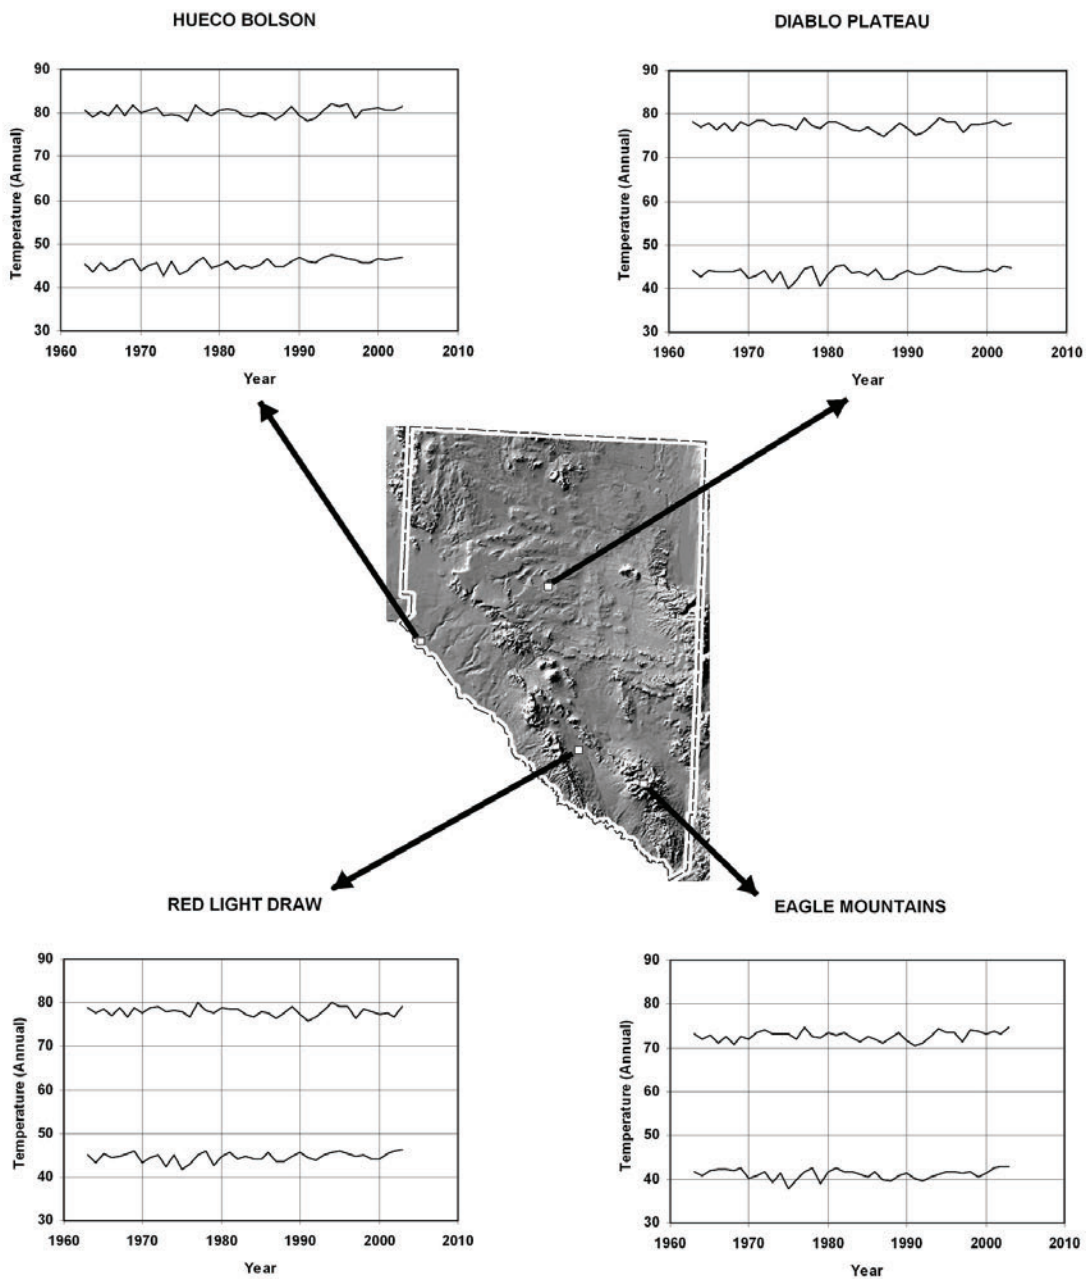 HUECO BOLSON
Temperature (Annual)
90
80
70
60
50
40
30
1960 1970 1980 1990 2000 2010
Year
DIABLO PLATEAU
Temperature (Annual)
90
80
70
60
50
40
30
1960 1970 1980 1990 2000 2010
Year
RED LIGHT DRAW
Temperature (Annual)
90
80
70
60
50
40
30
1960 1970 1980 1990 2000 2010
Year
EAGLE MOUNTAINS
Temperature (Annual)
90
80
70
60
50
40
30
1960 1970 1980 1990 2000 2010
Year